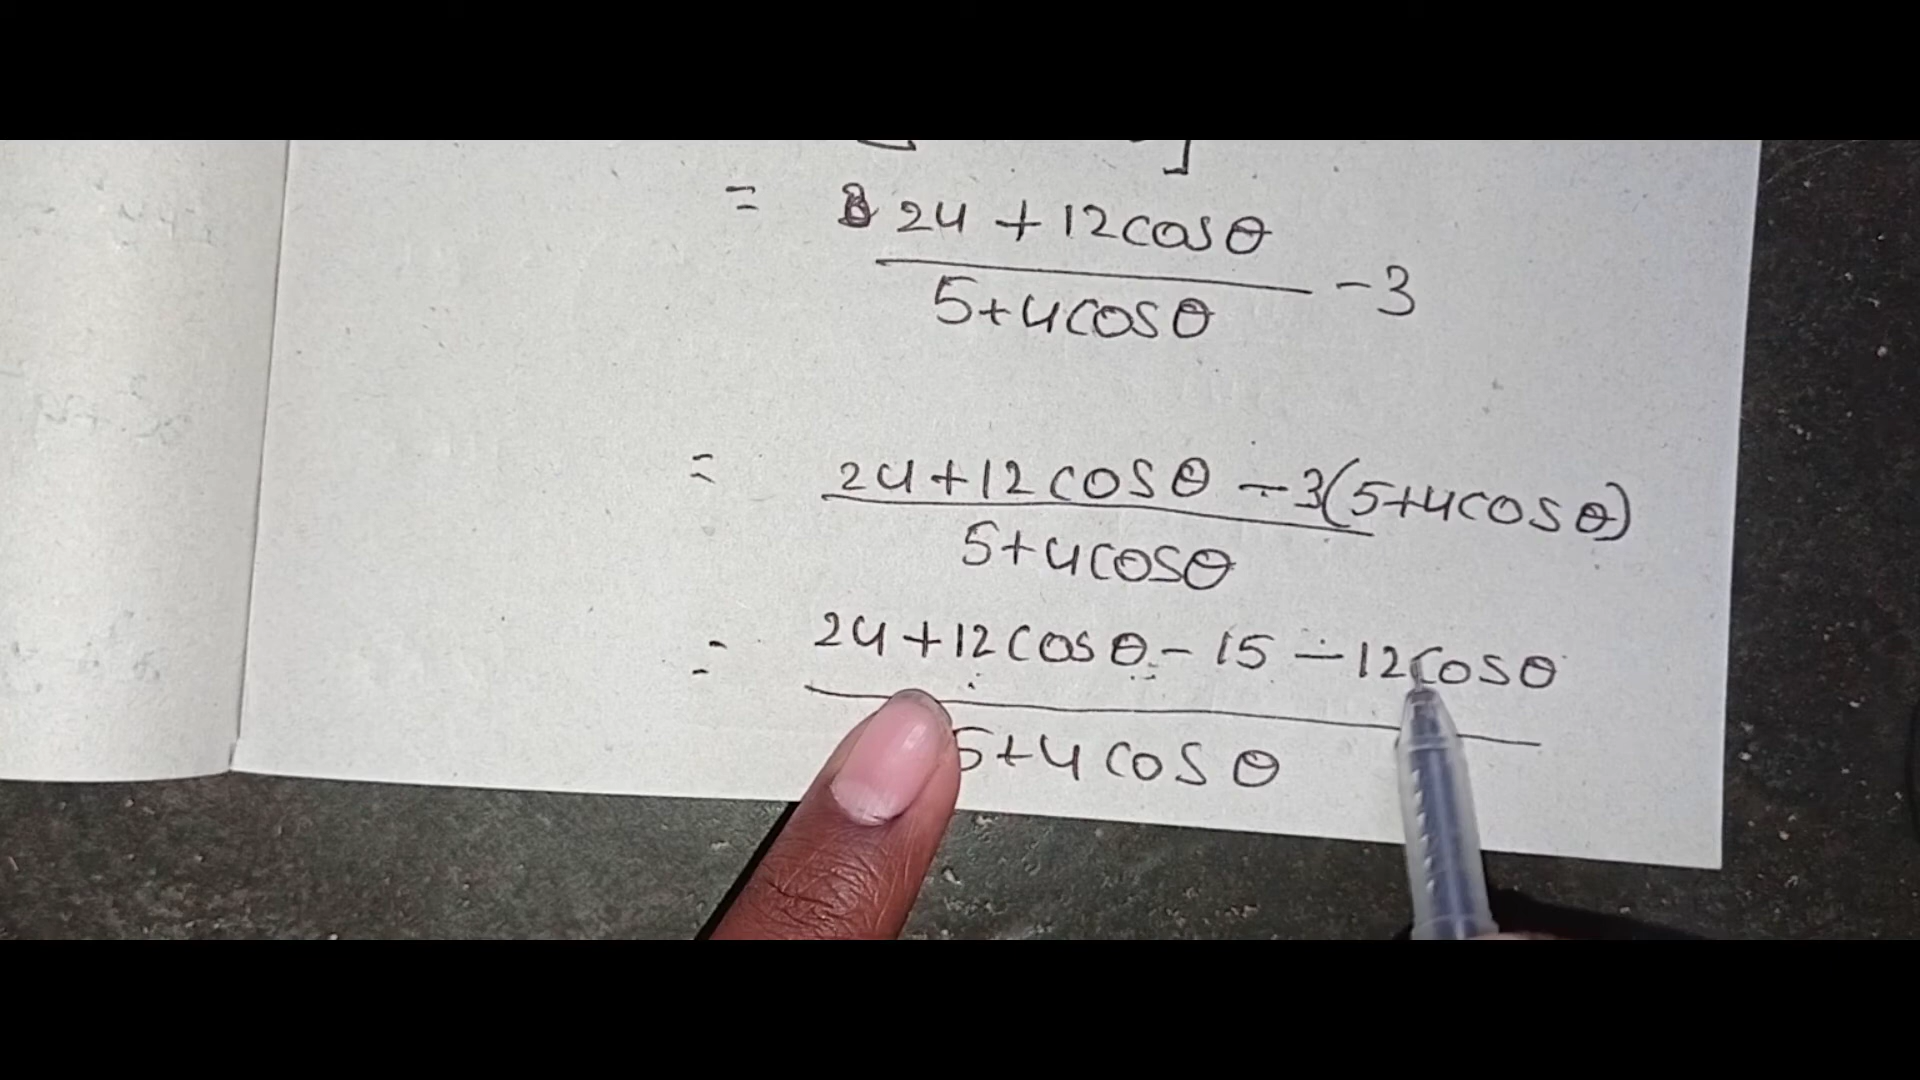 = 24 + 12cosθ
5+4cosθ - 3
= 24+12cosθ - 3(5+4cosθ)
5+4cosθ
= 24+12cosθ - 15 - 12cosθ
5+4cosθ